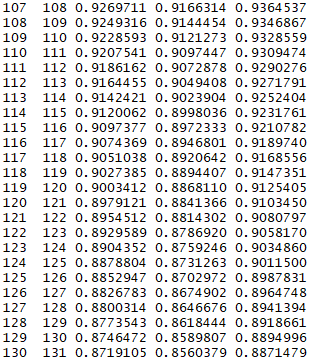 107 108 0.9269711 0.9166314 0.9364537
108 109 0.9249316 0.9144454 0.9346867
109 110 0.9228593 0.9121273 0.9328559
110 111 0.9207541 0.9097447 0.9309474
111 112 0.9186162 0.9072878 0.9290276
112 113 0.9164455 0.9049408 0.9271791
113 114 0.9142421 0.9023904 0.9252404
114 115 0.9120062 0.8998036 0.9231761
115 116 0.9097377 0.8972333 0.9210782
116 117 0.9074369 0.8946801 0.9189740
117 118 0.9051038 0.8920642 0.9168556
118 119 0.9027385 0.8894407 0.9147351
119 120 0.9003412 0.8868110 0.9125405
120 121 0.8979121 0.8841366 0.9103450
121 122 0.8954512 0.8814302 0.9080797
122 123 0.8929589 0.8786920 0.9058170
123 124 0.8904352 0.8759246 0.9034860
124 125 0.8878804 0.8731263 0.9011500
125 126 0.8852947 0.8702972 0.8987831
126 127 0.8826783 0.8674902 0.8964748
127 128 0.8800314 0.8646676 0.8941394
128 129 0.8773543 0.8618444 0.8918661
129 130 0.8746472 0.8589807 0.8894996
130 131 0.8719105 0.8560379 0.8871479